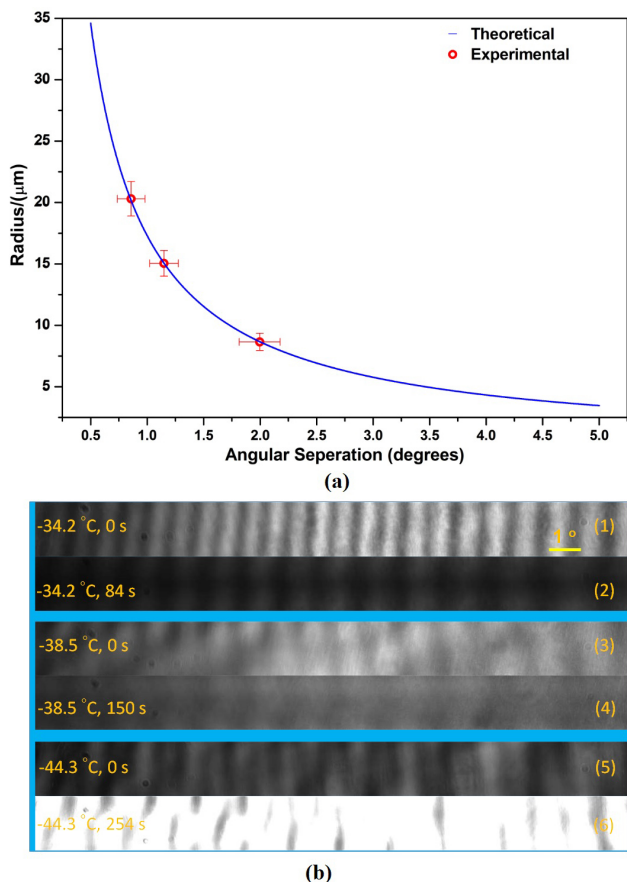 35
30
25
20
15
10
5
Radius/(μm)
Theoretical
Experimental
0.5 1.0 1.5 2.0 2.5 3.0 3.5 4.0 4.5 5.0
Angular Seperation (degrees)
(a)
-34.2 °C, 0 s (1)
1 °
-34.2 °C, 84 s (2)
-38.5 °C, 0 s (3)
-38.5 °C, 150 s (4)
-44.3 °C, 0 s (5)
-44.3 °C, 254 s (6)
(b)